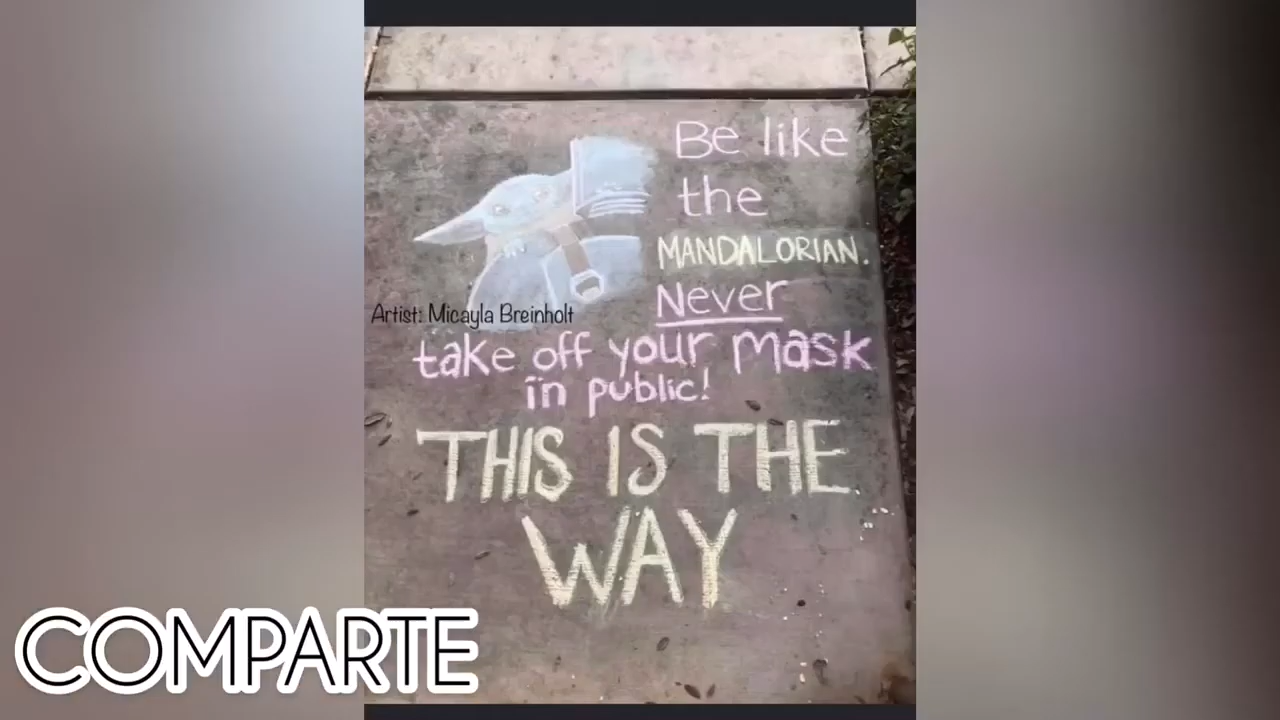 Be like
the
MANDALORIAN.
Never
Artist: Micayla Breinholt
take off your mask
in public!
THIS IS THE
WAY
COMPARTE